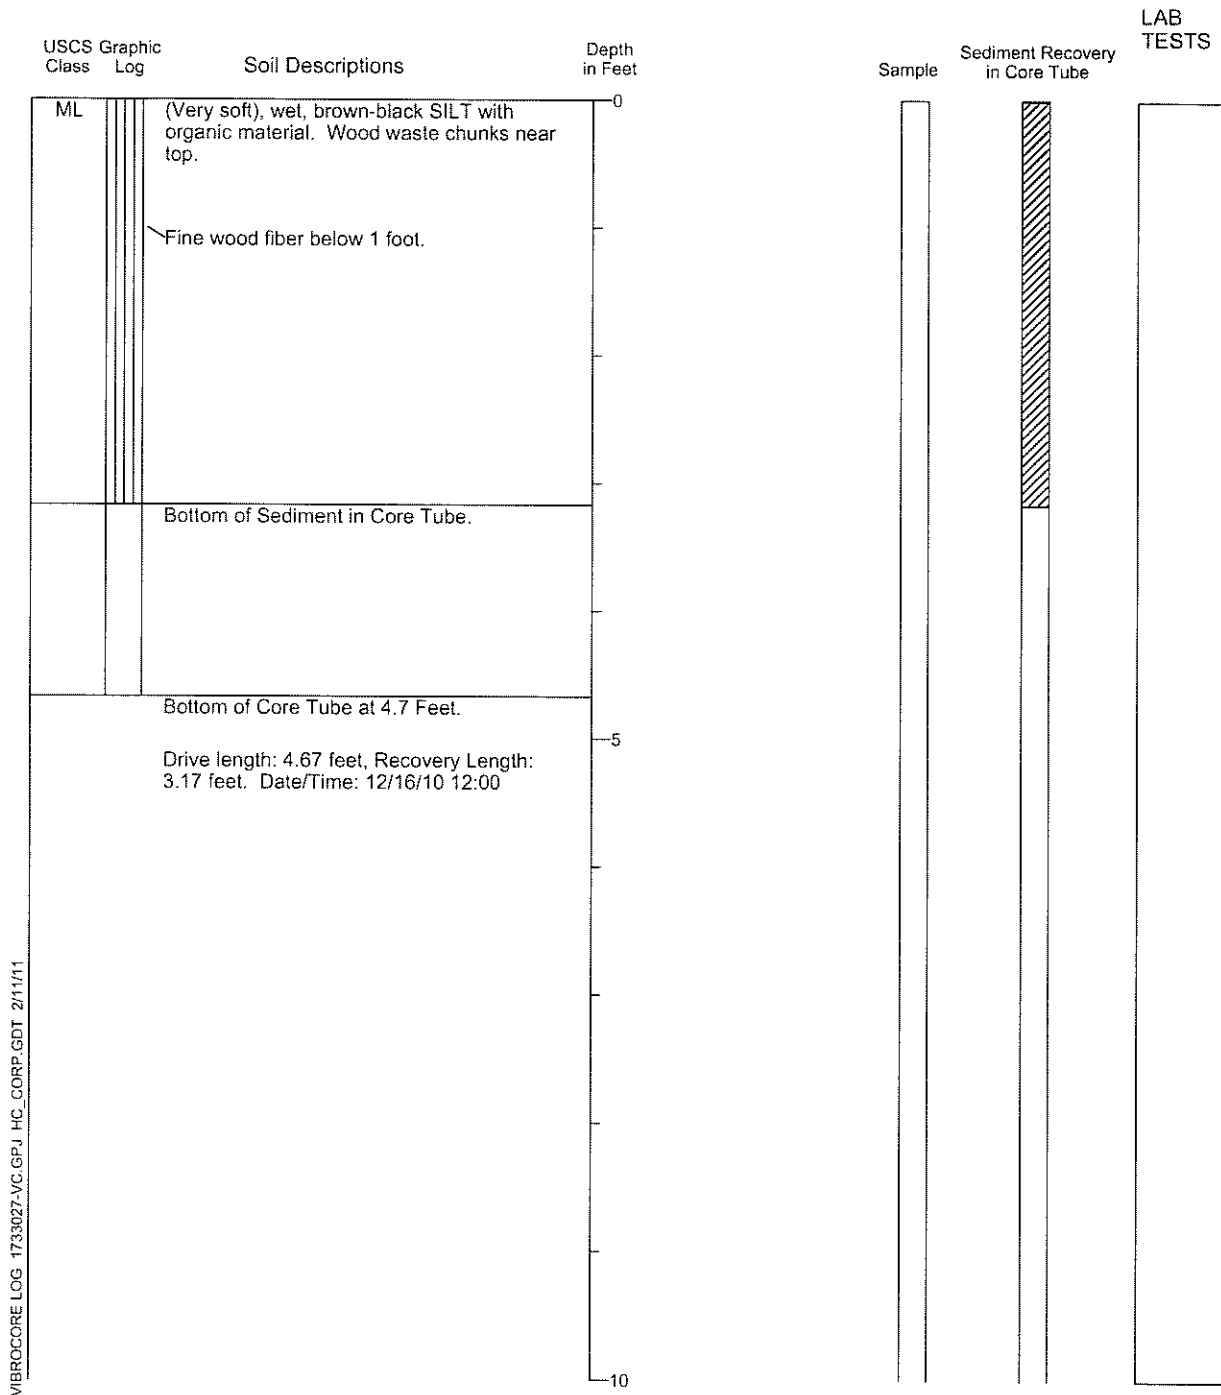 LAB
TESTS
USCS Graphic
Class Log
Soil Descriptions
Depth
in Feet
Sample
Sediment Recovery
in Core Tube
ML
(Very soft), wet, brown-black SILT with
organic material. Wood waste chunks near
top.
0
Fine wood fiber below 1 foot.
Bottom of Sediment in Core Tube.
Bottom of Core Tube at 4.7 Feet.
5
Drive length: 4.67 feet, Recovery Length:
3.17 feet. Date/Time: 12/16/10 12:00
10
VIBROCORE LOG 1733027-VC.GPJ HC_CORP.GDT 2/11/11